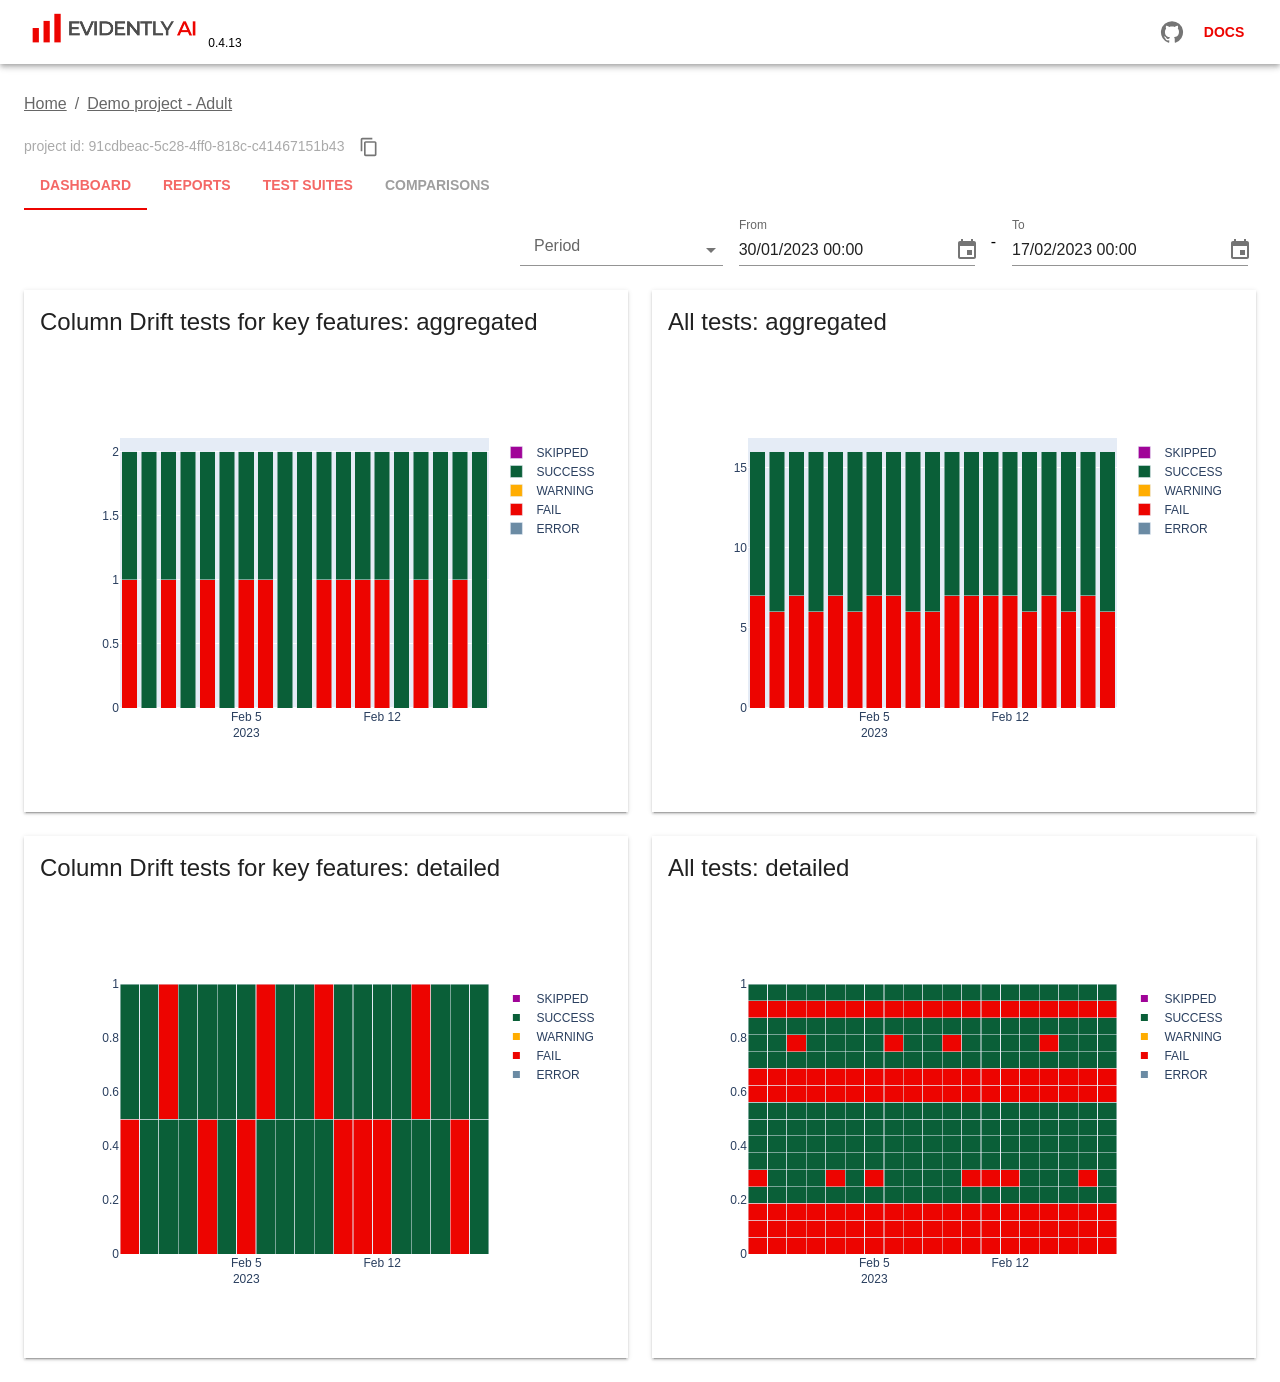 EVIDENTLY AI 0.4.13
DOCS
Home / Demo project - Adult
project id: 91cdbeac-5c28-4ff0-818c-c41467151b43
DASHBOARD REPORTS TEST SUITES COMPARISONS
Period
From
30/01/2023 00:00
-
To
17/02/2023 00:00
Column Drift tests for key features: aggregated
2
1.5
1
0.5
0
Feb 5
2023
Feb 12
SKIPPED
SUCCESS
WARNING
FAIL
ERROR
All tests: aggregated
15
10
5
0
Feb 5
2023
Feb 12
SKIPPED
SUCCESS
WARNING
FAIL
ERROR
Column Drift tests for key features: detailed
1
0.8
0.6
0.4
0.2
0
Feb 5
2023
Feb 12
SKIPPED
SUCCESS
WARNING
FAIL
ERROR
All tests: detailed
1
0.8
0.6
0.4
0.2
0
Feb 5
2023
Feb 12
SKIPPED
SUCCESS
WARNING
FAIL
ERROR